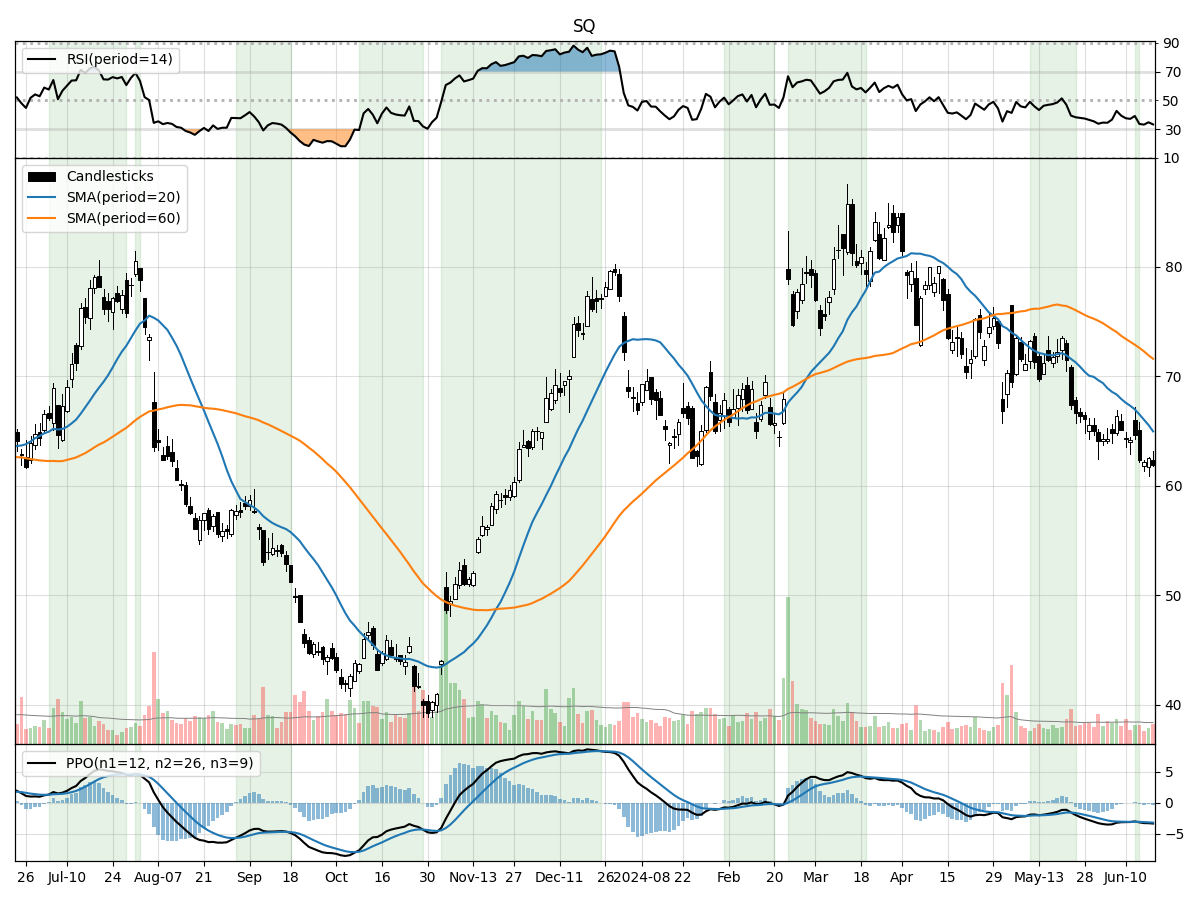 SQ
RSI(period=14)
90
70
50
30
10
Candlesticks
SMA(period=20)
SMA(period=60)
80
70
60
50
40
PPO(n1=12, n2=26, n3=9)
5
0
−5
26 Jul-10 24 Aug-07 21 Sep 18 Oct 16 30 Nov-13 27 Dec-11 26 2024-08 22 Feb 20 Mar 18 Apr 15 29 May-13 28 Jun-10